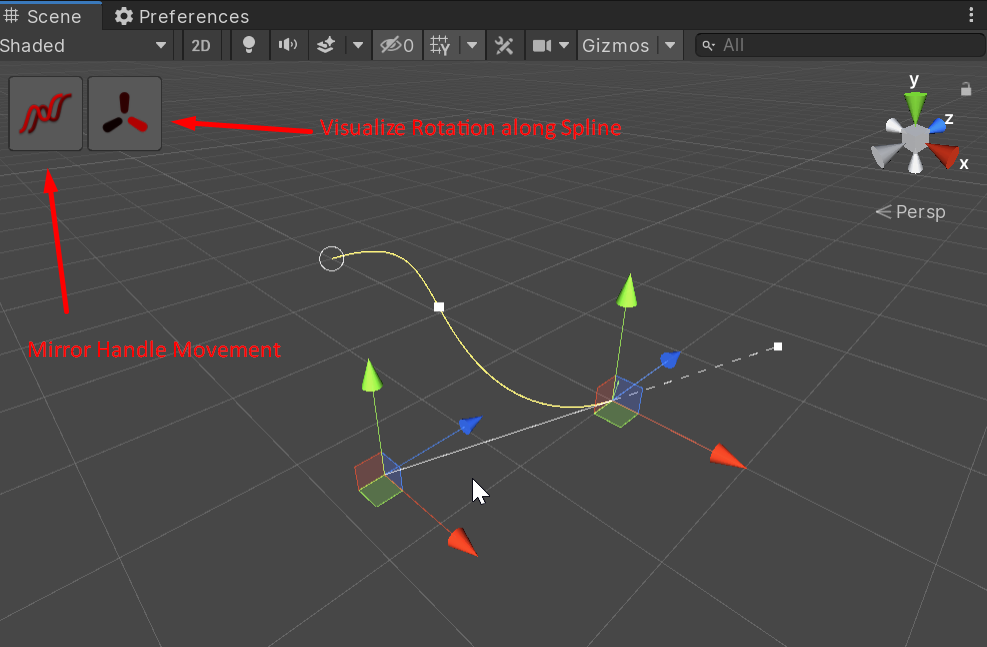 Scene Preferences
Shaded 2D 0 Gizmos All
Visualize Rotation along Spline
y
z
x
Persp
Mirror Handle Movement